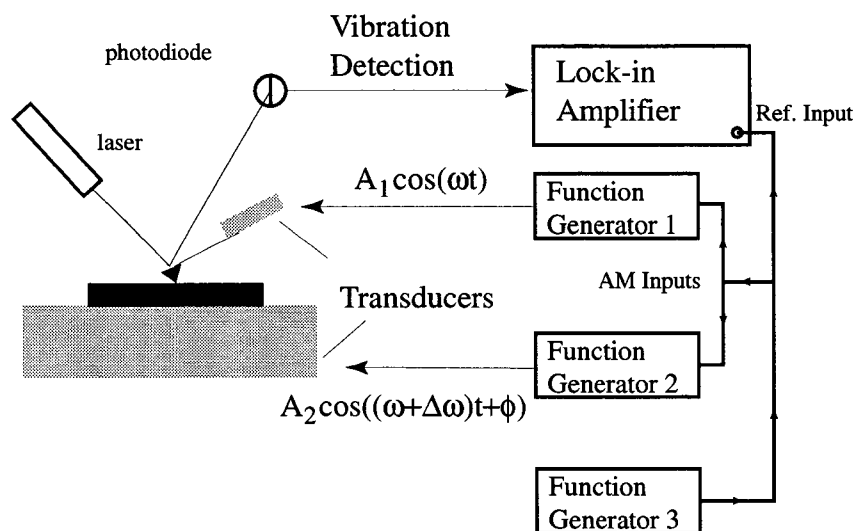 Vibration
Detection
photodiode
Lock-in
Amplifier
Ref. Input
laser
A₁cos(ωt)
Function
Generator 1
AM Inputs
Transducers
Function
Generator 2
A₂cos((ω+Δω)t+ϕ)
Function
Generator 3